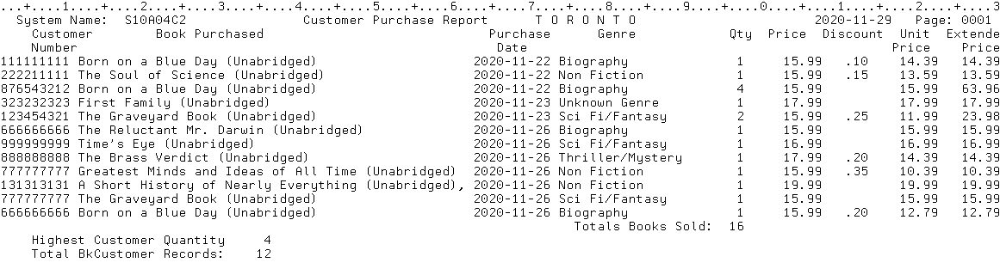 ...+....1....+....2....+....3....+....4....+....5....+....6....+....7....+....8....+....9....+....0....+....1....+....2....+....3
System Name: S10A04C2 Customer Purchase Report T O R O N T O 2020-11-29 Page: 0001
Customer Book Purchased Purchase Genre Qty Price Discount Unit Extende
Number Date Price Price
111111111 Born on a Blue Day (Unabridged) 2020-11-22 Biography 1 15.99 .10 14.39 14.39
222211111 The Soul of Science (Unabridged) 2020-11-22 Non Fiction 1 15.99 .15 13.59 13.59
876543212 Born on a Blue Day (Unabridged) 2020-11-22 Biography 4 15.99 15.99 63.96
323232323 First Family (Unabridged) 2020-11-23 Unknown Genre 1 17.99 17.99 17.99
123454321 The Graveyard Book (Unabridged) 2020-11-23 Sci Fi/Fantasy 2 15.99 .25 11.99 23.98
666666666 The Reluctant Mr. Darwin (Unabridged) 2020-11-26 Biography 1 15.99 15.99 15.99
999999999 Time's Eye (Unabridged) 2020-11-26 Sci Fi/Fantasy 1 16.99 16.99 16.99
888888888 The Brass Verdict (Unabridged) 2020-11-26 Thriller/Mystery 1 17.99 .20 14.39 14.39
777777777 Greatest Minds and Ideas of All Time (Unabridged) 2020-11-26 Non Fiction 1 15.99 .35 10.39 10.39
131313131 A Short History of Nearly Everything (Unabridged), 2020-11-26 Non Fiction 1 19.99 19.99 19.99
777777777 The Graveyard Book (Unabridged) 2020-11-26 Sci Fi/Fantasy 1 15.99 15.99 15.99
666666666 Born on a Blue Day (Unabridged) 2020-11-26 Biography 1 15.99 .20 12.79 12.79
Totals Books Sold: 16
Highest Customer Quantity 4
Total BkCustomer Records: 12